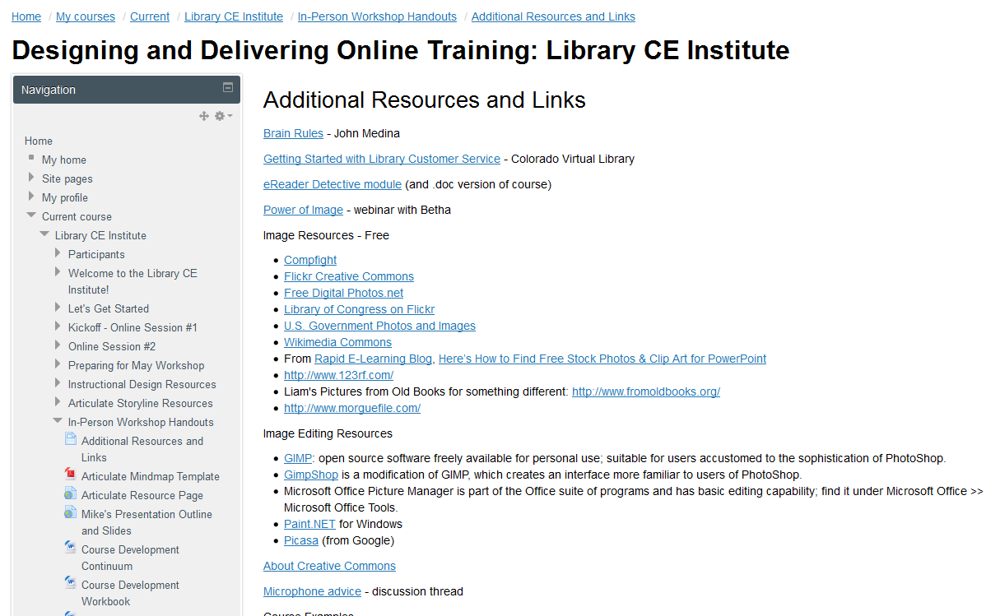 Home / My courses / Current / Library CE Institute / In-Person Workshop Handouts / Additional Resources and Links
Designing and Delivering Online Training: Library CE Institute
Navigation
Home
My home
Site pages
My profile
Current course
Library CE Institute
Participants
Welcome to the Library CE
Institute!
Let's Get Started
Kickoff - Online Session #1
Online Session #2
Preparing for May Workshop
Instructional Design Resources
Articulate Storyline Resources
In-Person Workshop Handouts
Additional Resources and
Links
Articulate Mindmap Template
Articulate Resource Page
Mike's Presentation Outline
and Slides
Course Development
Continuum
Course Development
Workbook
Additional Resources and Links
Brain Rules - John Medina
Getting Started with Library Customer Service - Colorado Virtual Library
eReader Detective module (and .doc version of course)
Power of Image - webinar with Betha
Image Resources - Free
• Compfight
• Flickr Creative Commons
• Free Digital Photos.net
• Library of Congress on Flickr
• U.S. Government Photos and Images
• Wikimedia Commons
• From Rapid E-Learning Blog, Here's How to Find Free Stock Photos & Clip Art for PowerPoint
• http://www.123rf.com/
• Liam's Pictures from Old Books for something different: http://www.fromoldbooks.org/
• http://www.morguefile.com/
Image Editing Resources
• GIMP: open source software freely available for personal use; suitable for users accustomed to the sophistication of PhotoShop.
• GimpShop is a modification of GIMP, which creates an interface more familiar to users of PhotoShop.
• Microsoft Office Picture Manager is part of the Office suite of programs and has basic editing capability; find it under Microsoft Office >>
Microsoft Office Tools.
• Paint.NET for Windows
• Picasa (from Google)
About Creative Commons
Microphone advice - discussion thread
Course Examples